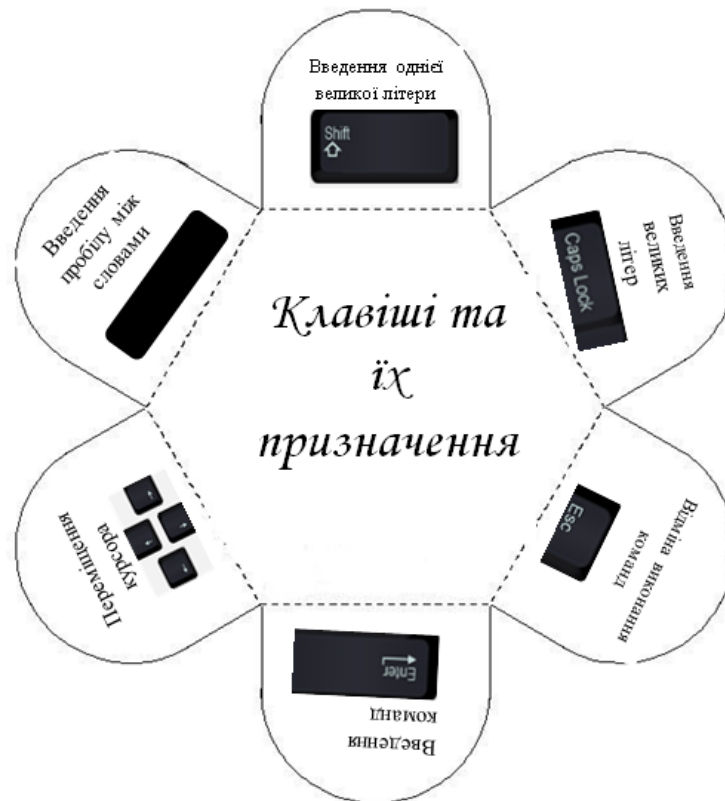 Введення однієї
великої літери
Shift
Введення
великих
літер
Caps Lock
Відміна виконання
команд
Esc
Введення
команд
Enter
Переміщення
курсора
Введення
пробілу між
словами
Клавіші та
їх
призначення